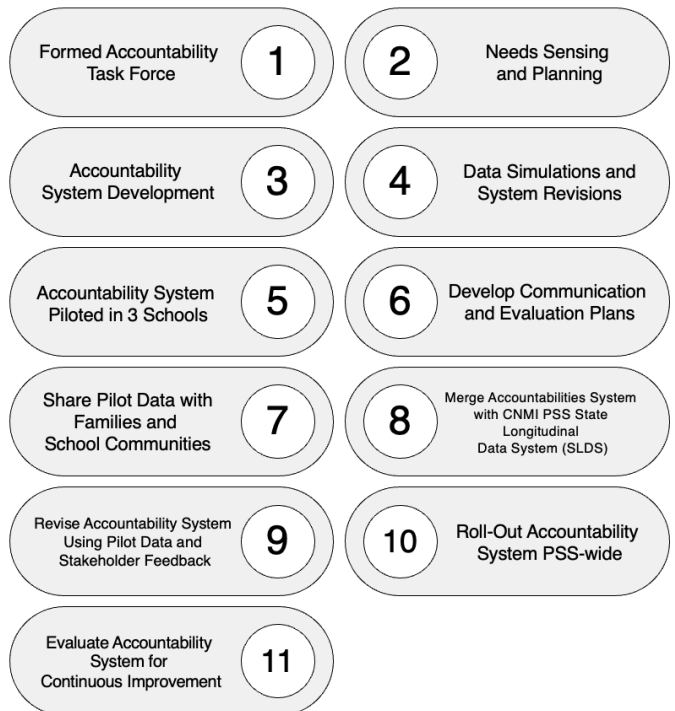 Formed Accountability
Task Force
1
2
Needs Sensing
and Planning
Accountability
System Development
3
4
Data Simulations and
System Revisions
Accountability System
Piloted in 3 Schools
5
6
Develop Communication
and Evaluation Plans
Share Pilot Data with
Families and
School Communities
7
8
Merge Accountabilities System
with CNMI PSS State
Longitudinal
Data System (SLDS)
Revise Accountability System
Using Pilot Data and
Stakeholder Feedback
9
10
Roll-Out Accountability
System PSS-wide
Evaluate Accountability
System for
Continuous Improvement
11